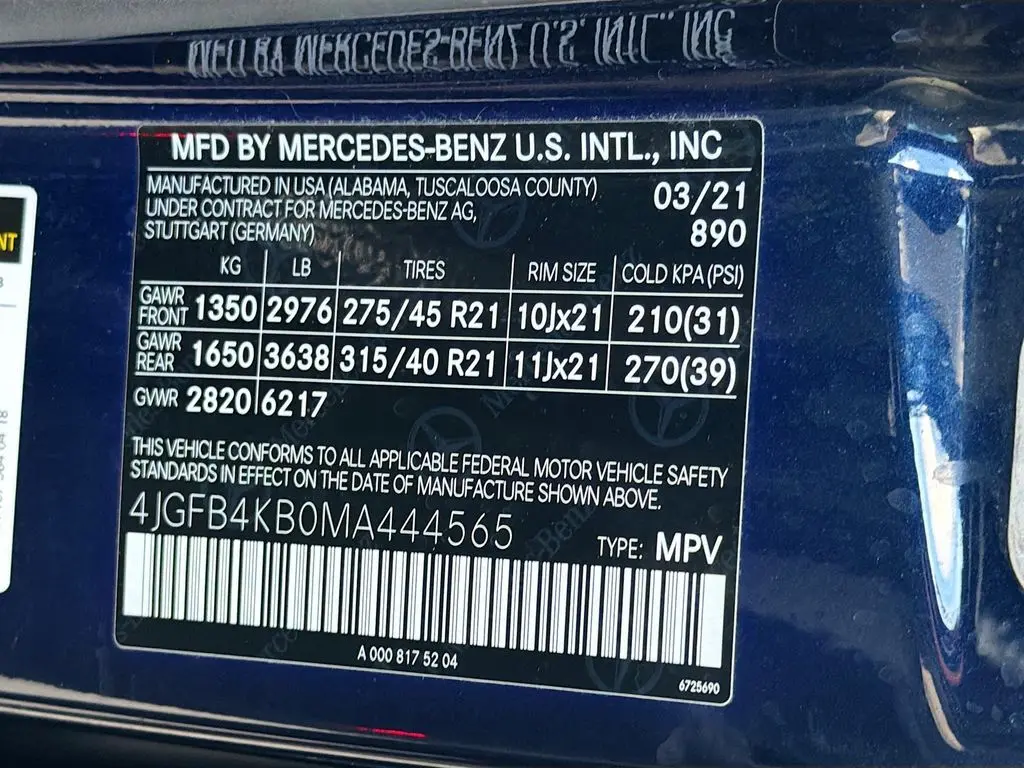 MFD BY MERCEDES-BENZ U.S. INTL., INC
MANUFACTURED IN USA (ALABAMA, TUSCALOOSA COUNTY) 03/21
UNDER CONTRACT FOR MERCEDES-BENZ AG, 890
STUTTGART (GERMANY)
KG LB TIRES RIM SIZE COLD KPA (PSI)
GAWR FRONT 1350 2976 275/45 R21 10Jx21 210(31)
GAWR REAR 1650 3638 315/40 R21 11Jx21 270(39)
GVWR 2820 6217
THIS VEHICLE CONFORMS TO ALL APPLICABLE FEDERAL MOTOR VEHICLE SAFETY
STANDARDS IN EFFECT ON THE DATE OF MANUFACTURE SHOWN ABOVE.
4JGFB4KB0MA444565
TYPE: MPV
A 000 817 52 04
6725690